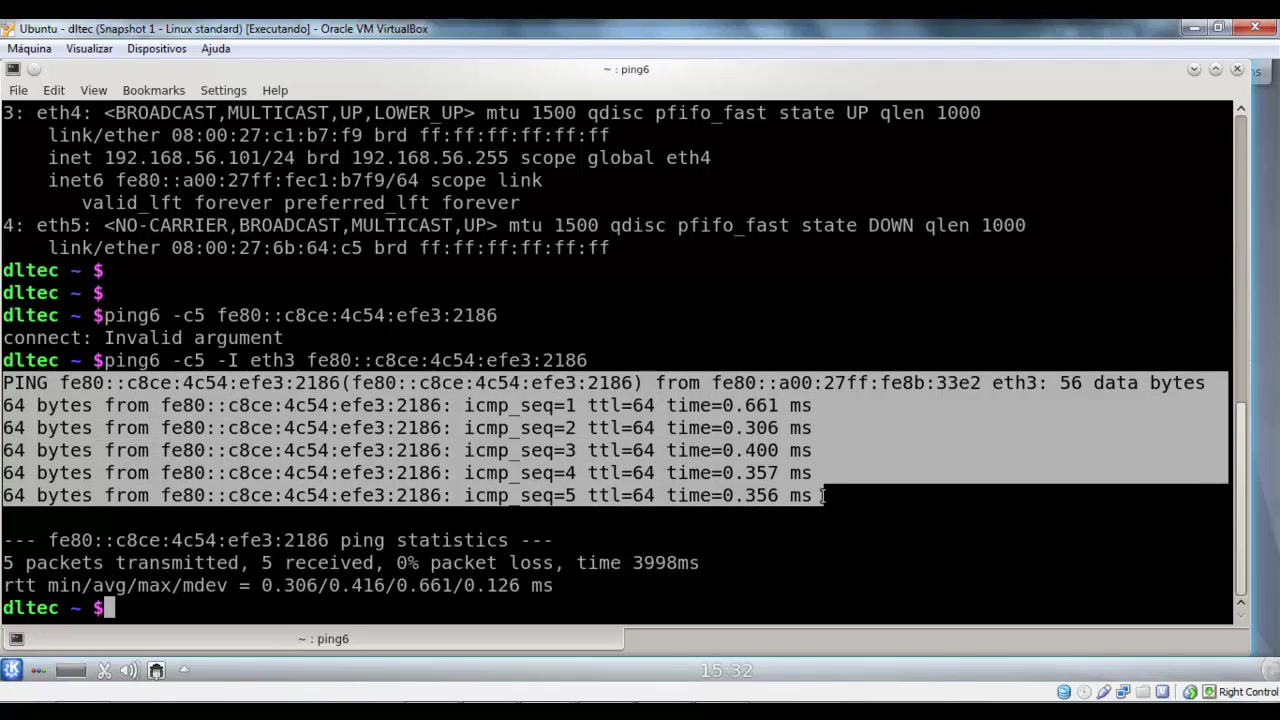 Ubuntu - dltec (Snapshot 1 - Linux standard) [Executando] - Oracle VM VirtualBox
Máquina Visualizar Dispositivos Ajuda
~ : ping6
File Edit View Bookmarks Settings Help
3: eth4: <BROADCAST,MULTICAST,UP,LOWER_UP> mtu 1500 qdisc pfifo_fast state UP qlen 1000
    link/ether 08:00:27:c1:b7:f9 brd ff:ff:ff:ff:ff:ff
    inet 192.168.56.101/24 brd 192.168.56.255 scope global eth4
    inet6 fe80::a00:27ff:fec1:b7f9/64 scope link
       valid_lft forever preferred_lft forever
4: eth5: <NO-CARRIER,BROADCAST,MULTICAST,UP> mtu 1500 qdisc pfifo_fast state DOWN qlen 1000
    link/ether 08:00:27:6b:64:c5 brd ff:ff:ff:ff:ff:ff
dltec ~ $
dltec ~ $
dltec ~ $ping6 -c5 fe80::c8ce:4c54:efe3:2186
connect: Invalid argument
dltec ~ $ping6 -c5 -I eth3 fe80::c8ce:4c54:efe3:2186
PING fe80::c8ce:4c54:efe3:2186(fe80::c8ce:4c54:efe3:2186) from fe80::a00:27ff:fe8b:33e2 eth3: 56 data bytes
64 bytes from fe80::c8ce:4c54:efe3:2186: icmp_seq=1 ttl=64 time=0.661 ms
64 bytes from fe80::c8ce:4c54:efe3:2186: icmp_seq=2 ttl=64 time=0.306 ms
64 bytes from fe80::c8ce:4c54:efe3:2186: icmp_seq=3 ttl=64 time=0.400 ms
64 bytes from fe80::c8ce:4c54:efe3:2186: icmp_seq=4 ttl=64 time=0.357 ms
64 bytes from fe80::c8ce:4c54:efe3:2186: icmp_seq=5 ttl=64 time=0.356 ms
--- fe80::c8ce:4c54:efe3:2186 ping statistics ---
5 packets transmitted, 5 received, 0% packet loss, time 3998ms
rtt min/avg/max/mdev = 0.306/0.416/0.661/0.126 ms
dltec ~ $
~ : ping6
15:32
Right Control